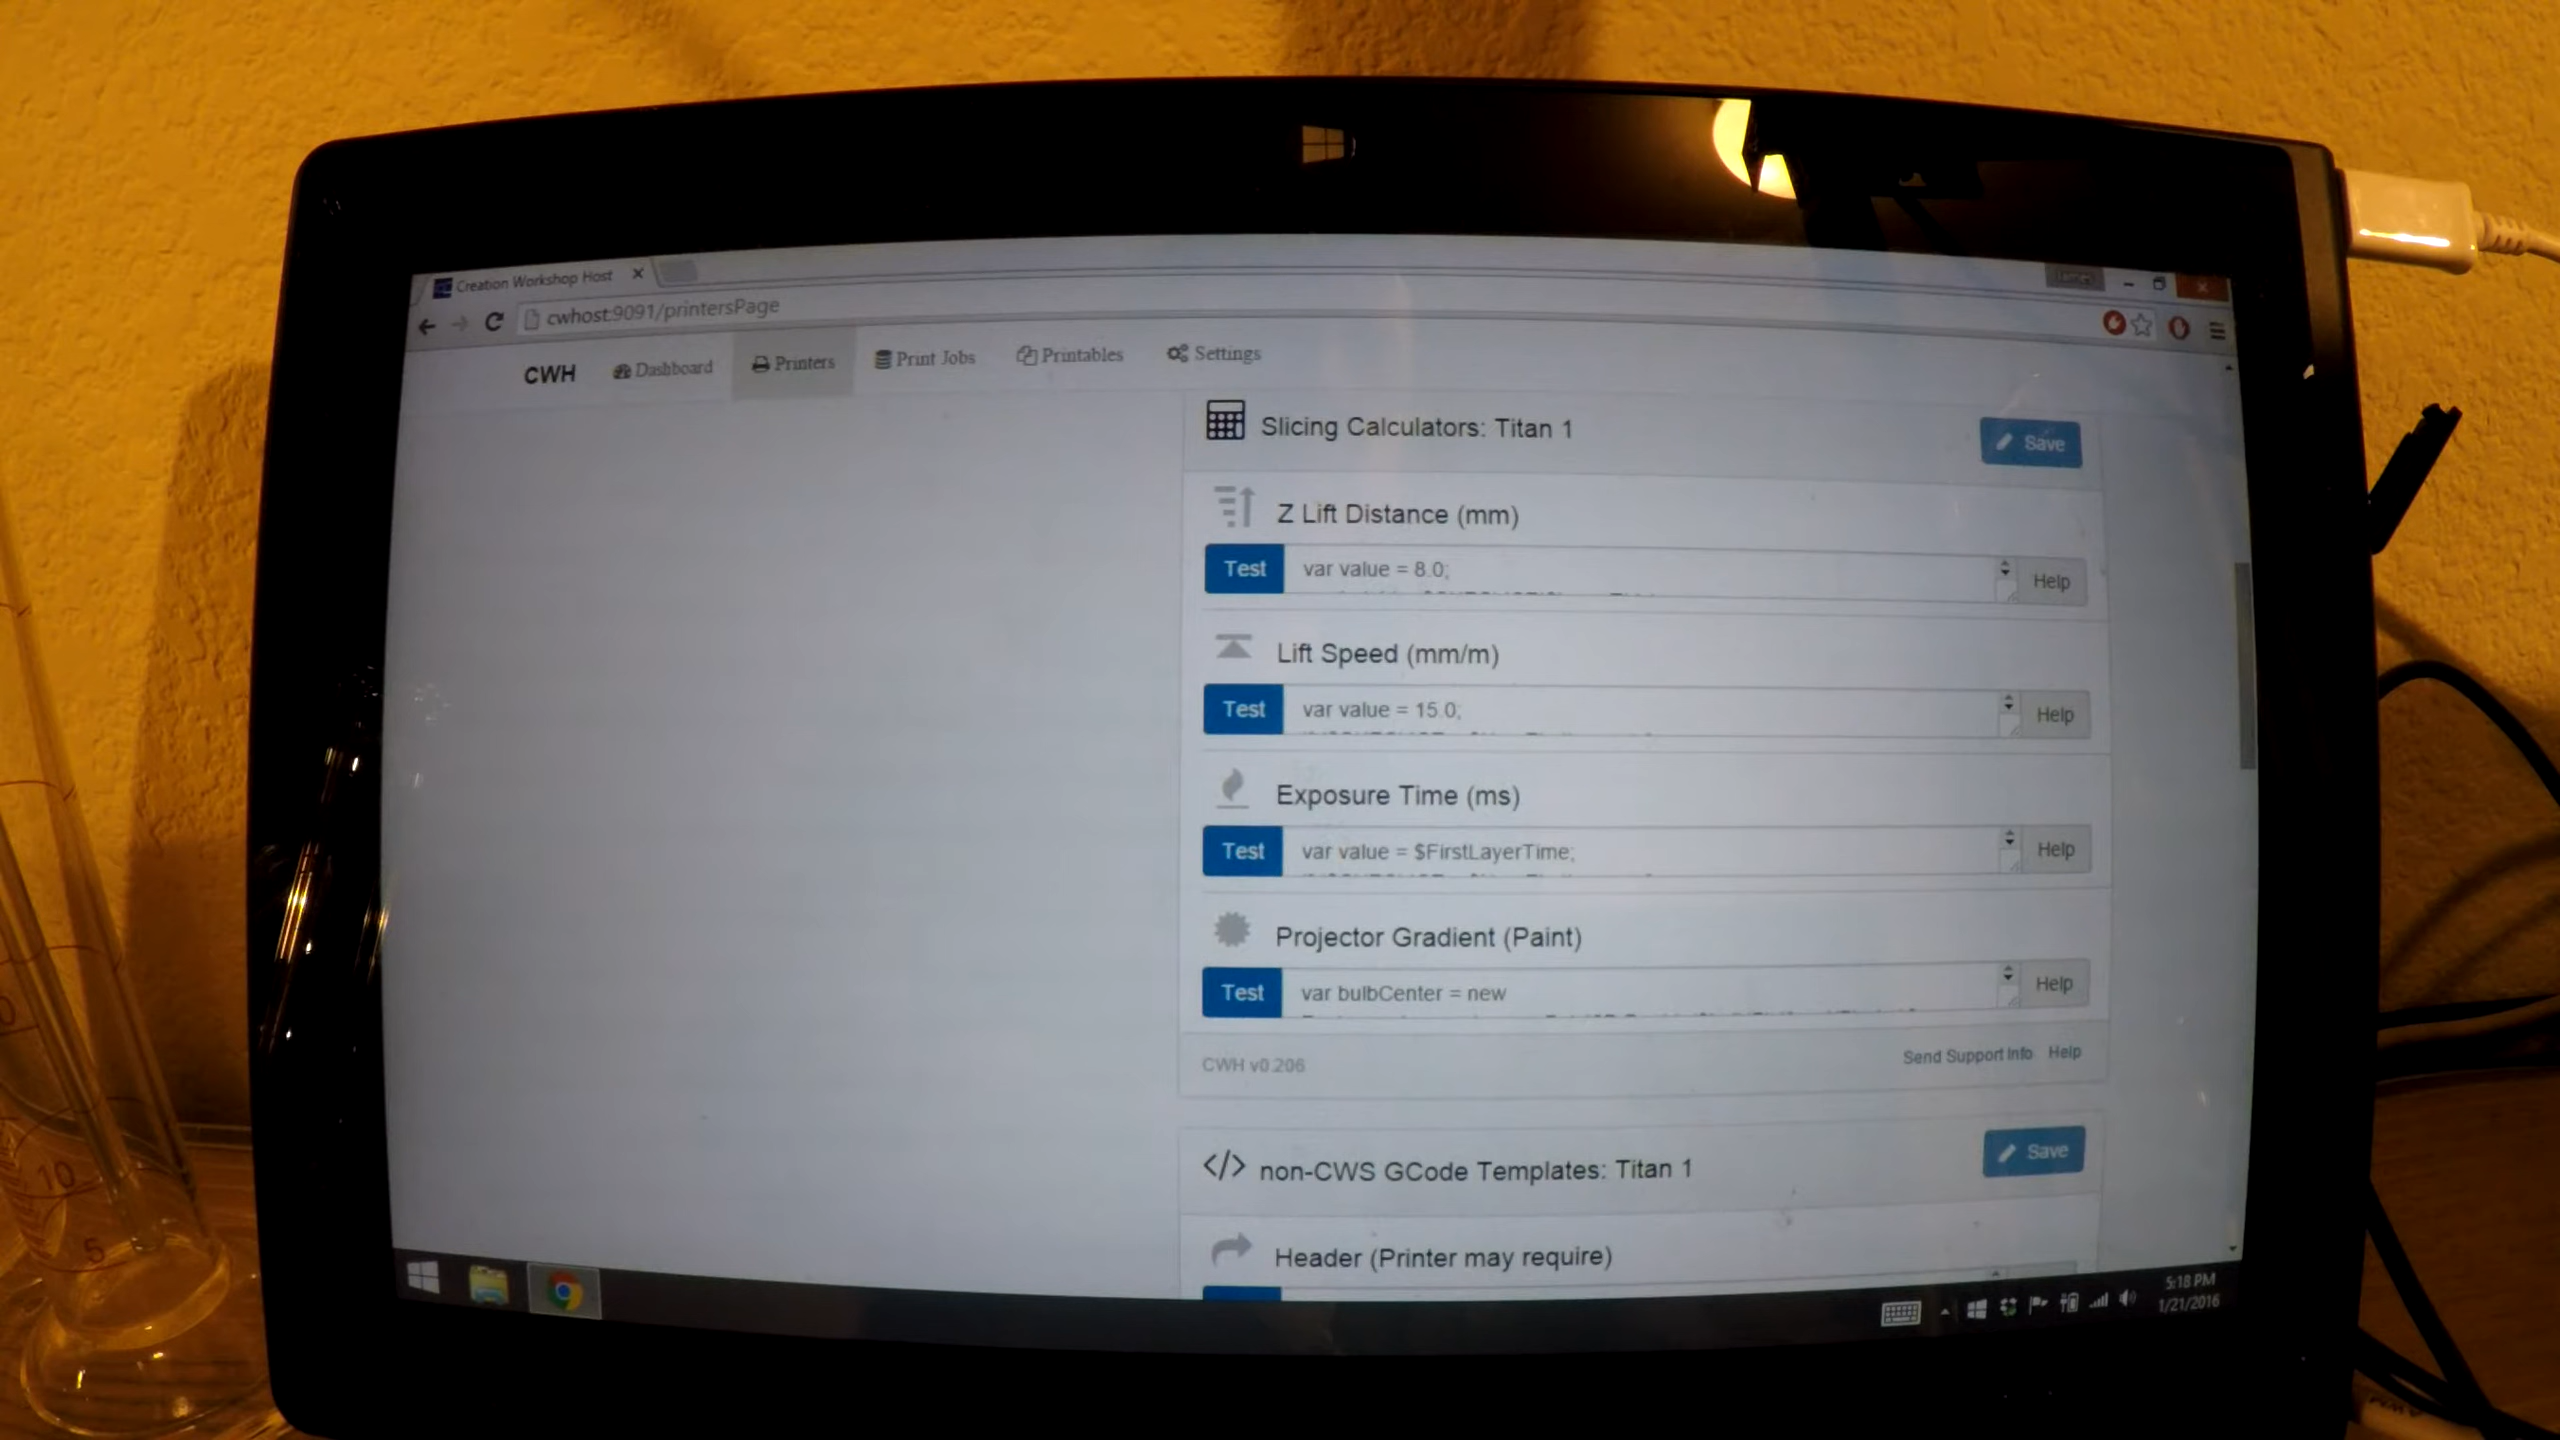 Creation Workshop Host
cwhost:9091/printersPage
CWH Dashboard Printers Print Jobs Printables Settings
Slicing Calculators: Titan 1
Save
Z Lift Distance (mm)
Test var value = 8.0; Help
Lift Speed (mm/m)
Test var value = 15.0; Help
Exposure Time (ms)
Test var value = $FirstLayerTime; Help
Projector Gradient (Paint)
Test var bulbCenter = new Help
CWH v0.206 Send Support Info Help
non-CWS GCode Templates: Titan 1
Save
Header (Printer may require)
5:18 PM
1/21/2016
10
5